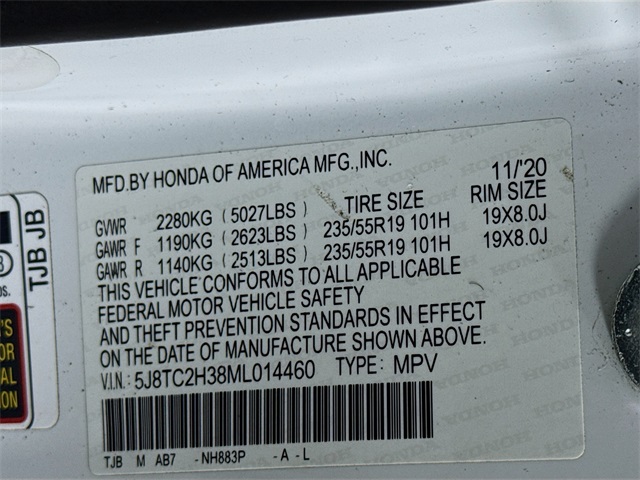 MFD.BY HONDA OF AMERICA MFG.,INC. 11/'20
TIRE SIZE RIM SIZE
GVWR 2280KG (5027LBS)
GAWR F 1190KG (2623LBS) 235/55R19 101H 19X8.0J
GAWR R 1140KG (2513LBS) 235/55R19 101H 19X8.0J
THIS VEHICLE CONFORMS TO ALL APPLICABLE
FEDERAL MOTOR VEHICLE SAFETY
AND THEFT PREVENTION STANDARDS IN EFFECT
ON THE DATE OF MANUFACTURE SHOWN ABOVE.
V.I.N.: 5J8TC2H38ML014460 TYPE: MPV
TJB M AB7 -NH883P -A-L
TJB JB